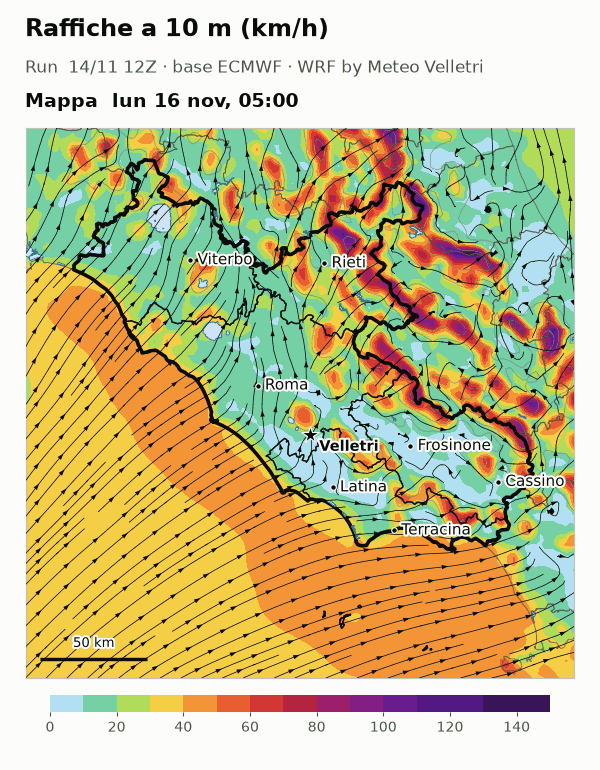 Raffiche a 10 m (km/h)
Run  14/11 12Z · base ECMWF · WRF by Meteo Velletri
Mappa  lun 16 nov, 05:00
Viterbo
Rieti
Roma
Velletri
Frosinone
Latina
Cassino
Terracina
50 km
0 20 40 60 80 100 120 140